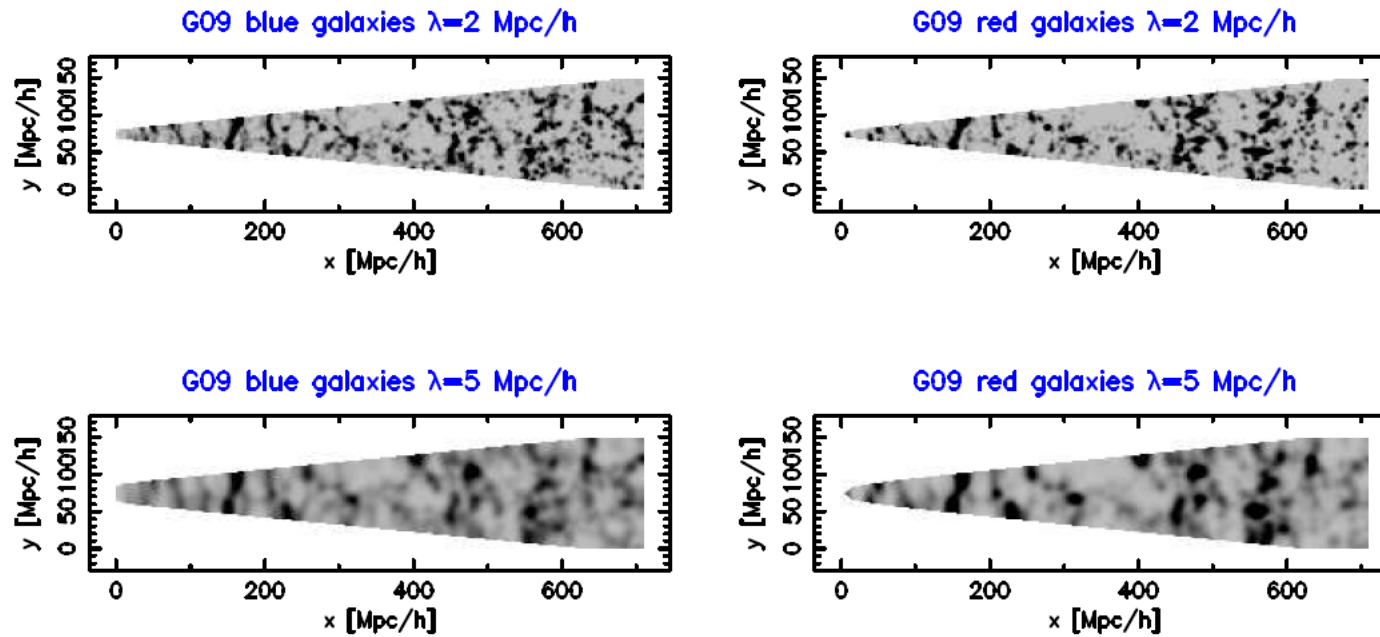 G09 blue galaxies λ=2 Mpc/h
G09 red galaxies λ=2 Mpc/h
y [Mpc/h]
150
100
50
0
0 200 400 600
x [Mpc/h]
y [Mpc/h]
150
100
50
0
0 200 400 600
x [Mpc/h]
G09 blue galaxies λ=5 Mpc/h
G09 red galaxies λ=5 Mpc/h
y [Mpc/h]
150
100
50
0
0 200 400 600
x [Mpc/h]
y [Mpc/h]
150
100
50
0
0 200 400 600
x [Mpc/h]